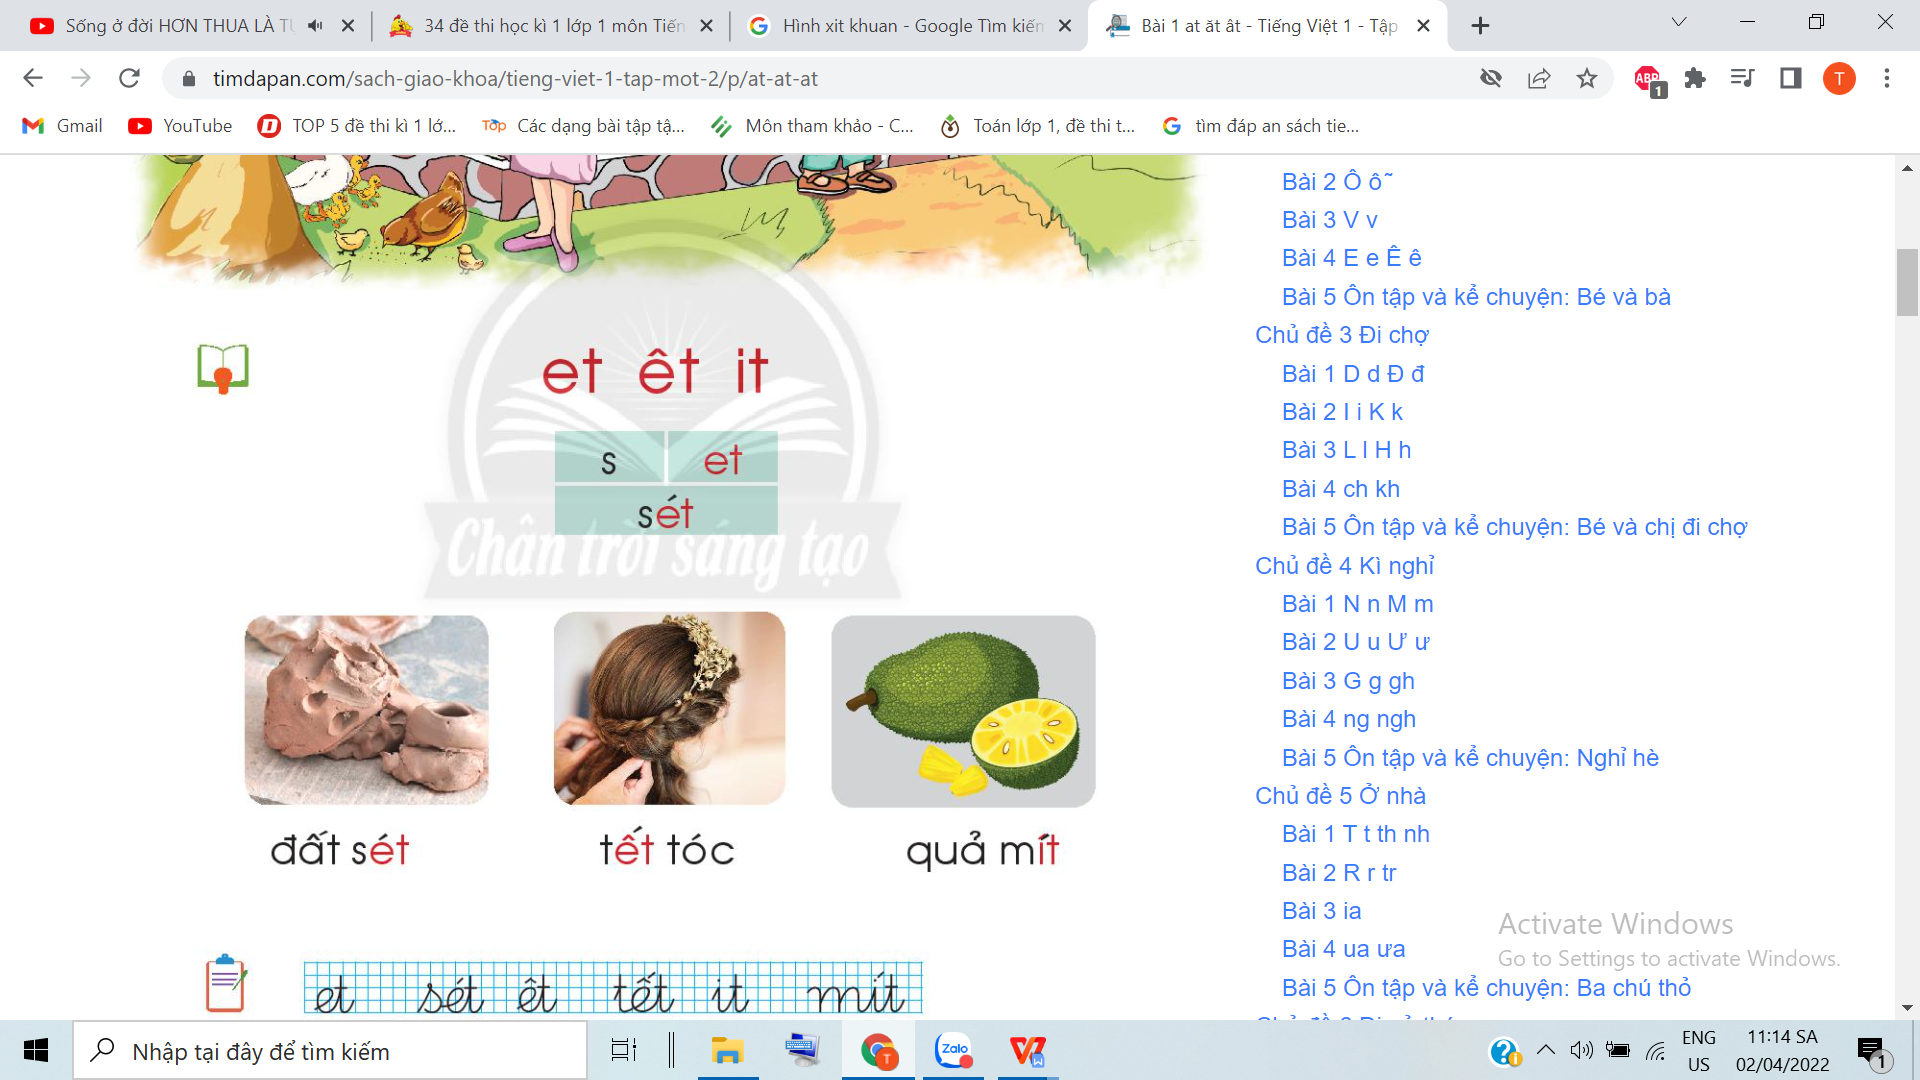 Sống ở đời HƠN THUA LÀ
34 đề thi học kì 1 lớp 1 môn Tiến
Hình xit khuan - Google Tìm kiếm
Bài 1 at ăt ât - Tiếng Việt 1 - Tập
timdapan.com/sach-giao-khoa/tieng-viet-1-tap-mot-2/p/at-at-at
ABP
1
T
Gmail
YouTube
TOP 5 đề thi kì 1 lớ...
Các dạng bài tập tậ...
Môn tham khảo - C...
Toán lớp 1, đề thi t...
tìm đáp an sách tie...
et êt it
s et
sét
Chân trời sáng tạo
đất sét
tết tóc
quả mít
et sét êt tết it mít
Bài 2 Ô ô ˜
Bài 3 V v
Bài 4 E e Ê ê
Bài 5 Ôn tập và kể chuyện: Bé và bà
Chủ đề 3 Đi chợ
Bài 1 D d Đ đ
Bài 2 I i K k
Bài 3 L l H h
Bài 4 ch kh
Bài 5 Ôn tập và kể chuyện: Bé và chị đi chợ
Chủ đề 4 Kì nghỉ
Bài 1 N n M m
Bài 2 U u Ư ư
Bài 3 G g gh
Bài 4 ng ngh
Bài 5 Ôn tập và kể chuyện: Nghỉ hè
Chủ đề 5 Ở nhà
Bài 1 T t th nh
Bài 2 R r tr
Bài 3 ia
Bài 4 ua ưa
Bài 5 Ôn tập và kể chuyện: Ba chú thỏ
Activate Windows
Go to Settings to activate Windows.
Nhập tại đây để tìm kiếm
T
Zalo
W
ENG
US
11:14 SA
02/04/2022
1